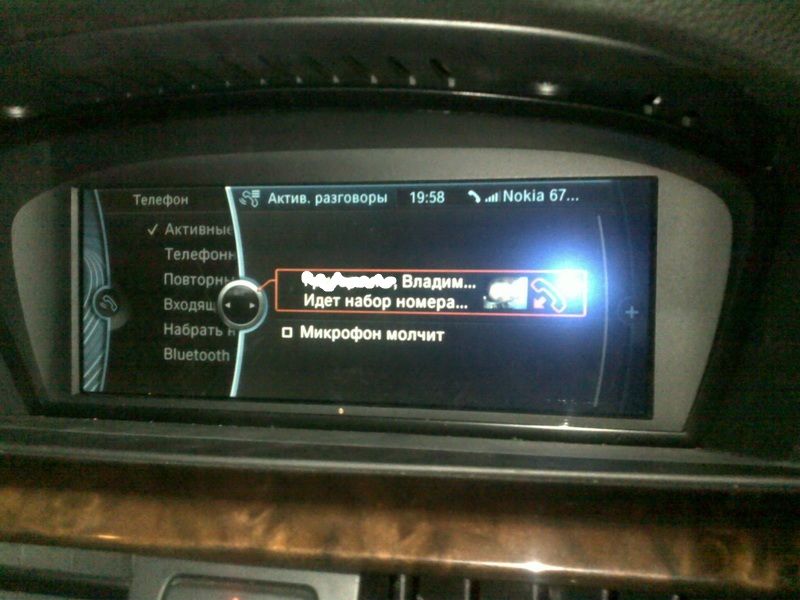 Телефон
Актив. разговоры 19:58 Nokia 67...
Активные
Телефонн
Повторны
Входящ
Набрать н
Bluetooth
, Владим...
Идет набор номера...
Микрофон молчит